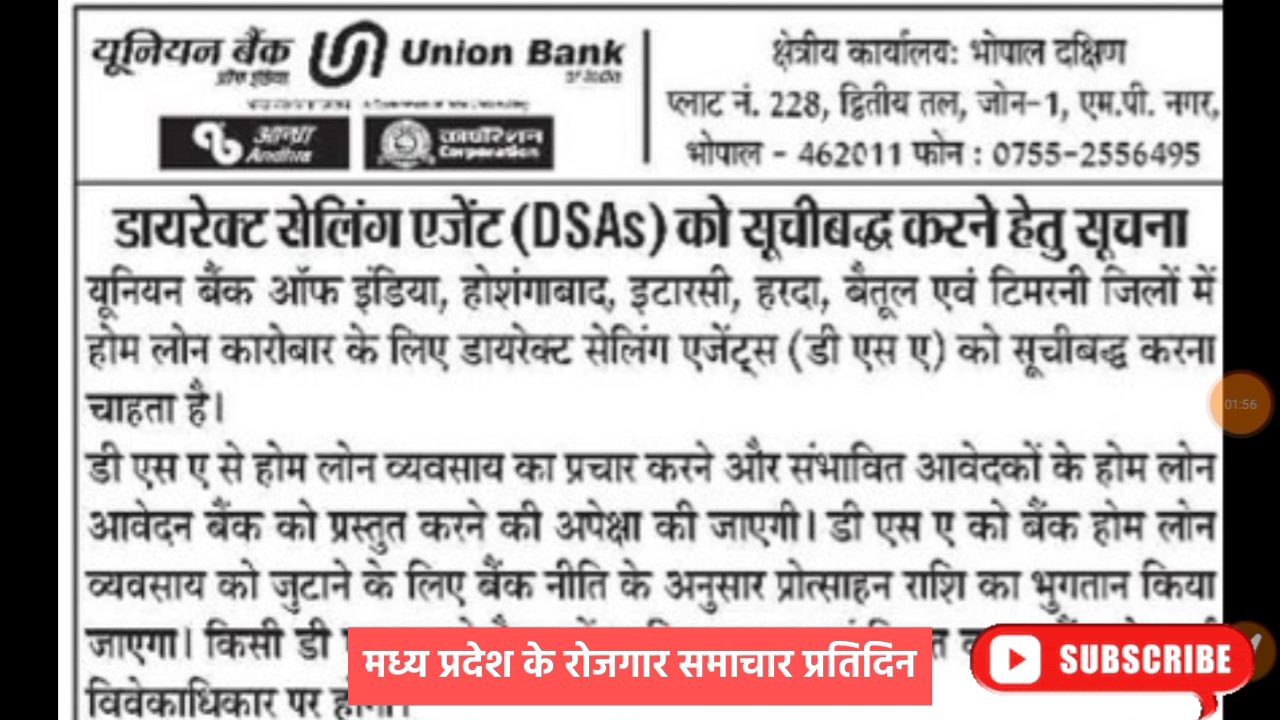 यूनियन बैंक
ऑफ इंडिया
Union Bank
of India
आन्ध्रा
Andhra
कार्पोरेशन
Corporation
क्षेत्रीय कार्यालय: भोपाल दक्षिण
प्लाट नं. 228, द्वितीय तल, जोन-1, एम.पी. नगर,
भोपाल - 462011 फोन : 0755-2556495
डायरेक्ट सेलिंग एजेंट (DSAs) को सूचीबद्ध करने हेतु सूचना
यूनियन बैंक ऑफ इंडिया, होशंगाबाद, इटारसी, हरदा, बैतूल एवं टिमरनी जिलों में
होम लोन कारोबार के लिए डायरेक्ट सेलिंग एजेंट्स (डी एस ए) को सूचीबद्ध करना
चाहता है।
01:56
डी एस ए से होम लोन व्यवसाय का प्रचार करने और संभावित आवेदकों के होम लोन
आवेदन बैंक को प्रस्तुत करने की अपेक्षा की जाएगी। डी एस ए को बैंक होम लोन
व्यवसाय को जुटाने के लिए बैंक नीति के अनुसार प्रोत्साहन राशि का भुगतान किया
जाएगा। किसी डी
विवेकाधिकार पर
मध्य प्रदेश के रोजगार समाचार प्रतिदिन
SUBSCRIBE